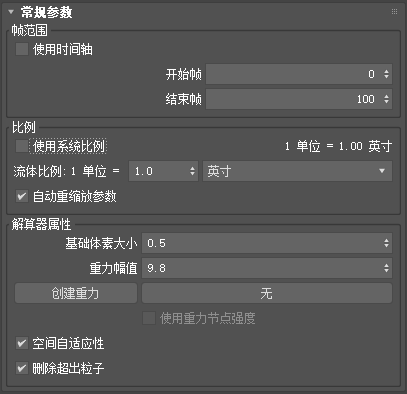 常规参数
帧范围
使用时间轴
开始帧 0
结束帧 100
比例
使用系统比例 1 单位 = 1.00 英寸
流体比例: 1 单位 = 1.0 英寸
自动重缩放参数
解算器属性
基础体素大小 0.5
重力幅值 9.8
创建重力 无
使用重力节点强度
空间自适应性
删除超出粒子